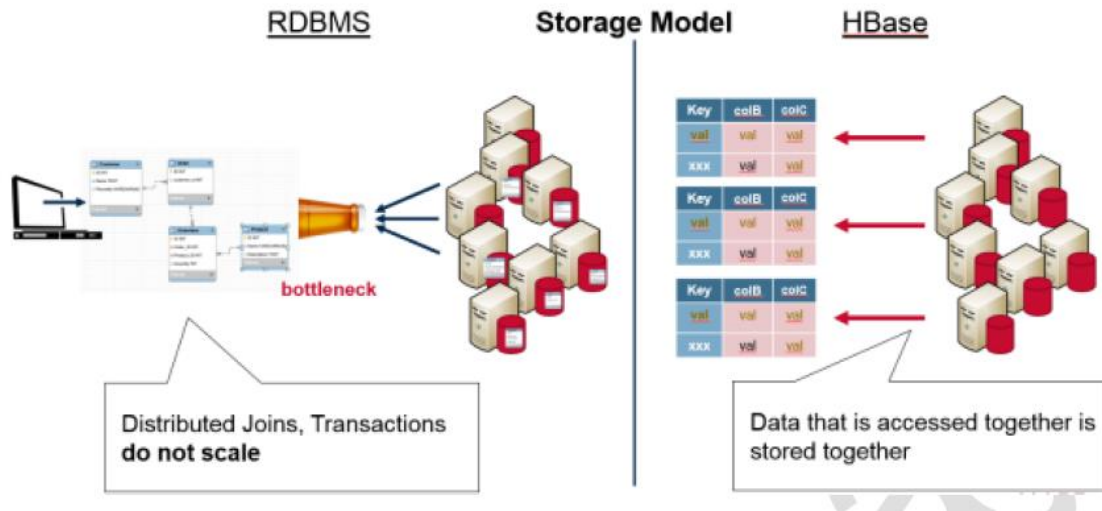 RDBMS
Storage Model
HBase
Key colB colC
val val val
xxx val val
Key colB colC
val val val
xxx val val
bottleneck
Key colB colC
val val val
xxx val val
Distributed Joins, Transactions
do not scale
Data that is accessed together is
stored together